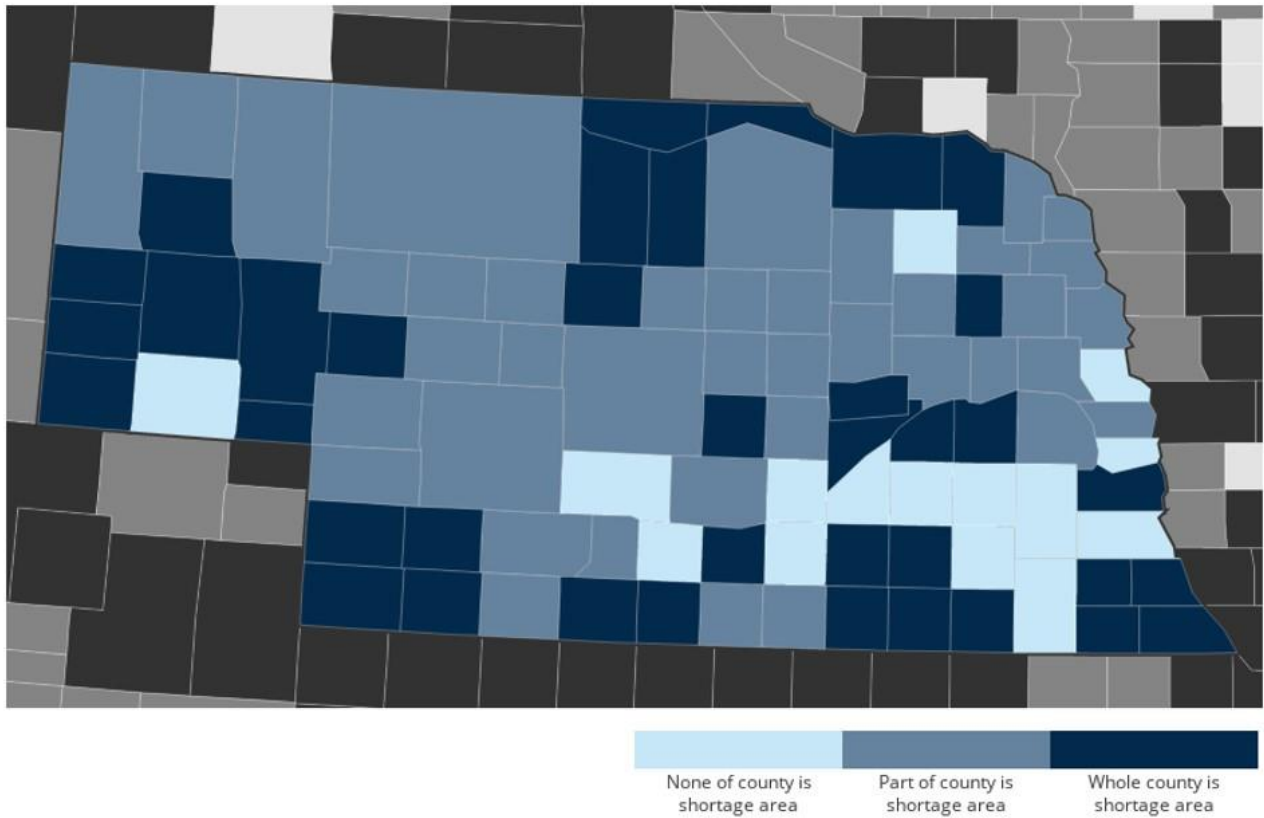 None of county is
shortage area
Part of county is
shortage area
Whole county is
shortage area